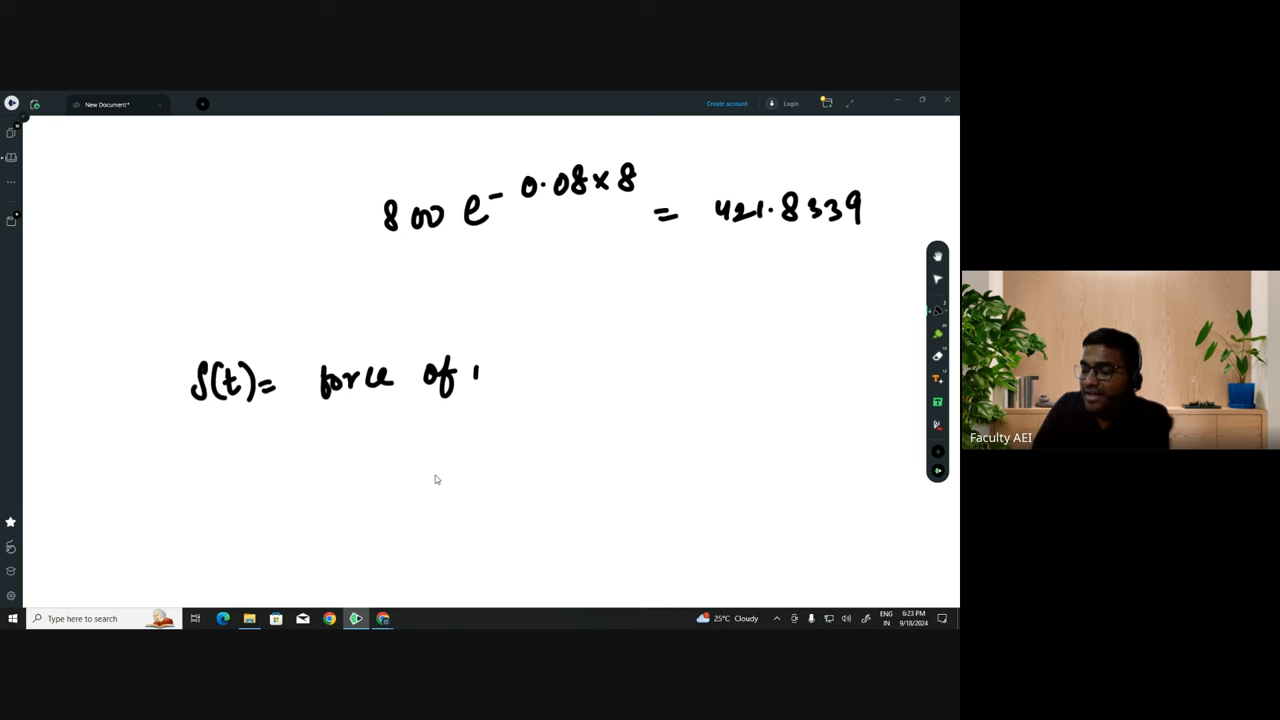 New Document*
Create account
Login
800 e^- 0.08 x 8 = 421.8339
δ(t)= force of i
Faculty AEI
Type here to search
25°C Cloudy
ENG
IN
6:23 PM
9/18/2024